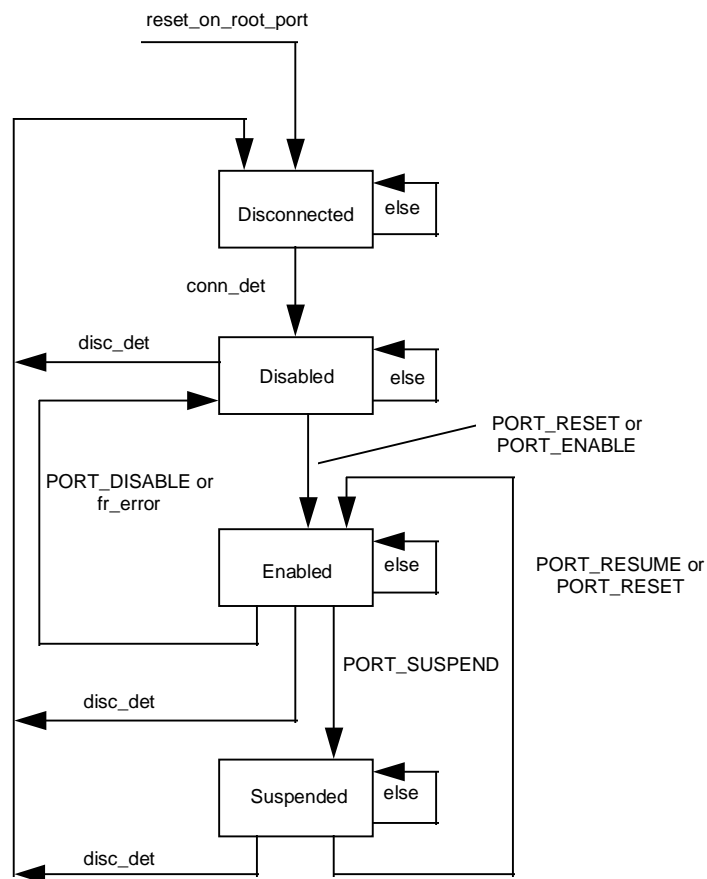 reset_on_root_port
Disconnected
else
conn_det
disc_det
Disabled
else
PORT_RESET or
PORT_ENABLE
PORT_DISABLE or
fr_error
Enabled
else
PORT_RESUME or
PORT_RESET
PORT_SUSPEND
disc_det
Suspended
else
disc_det